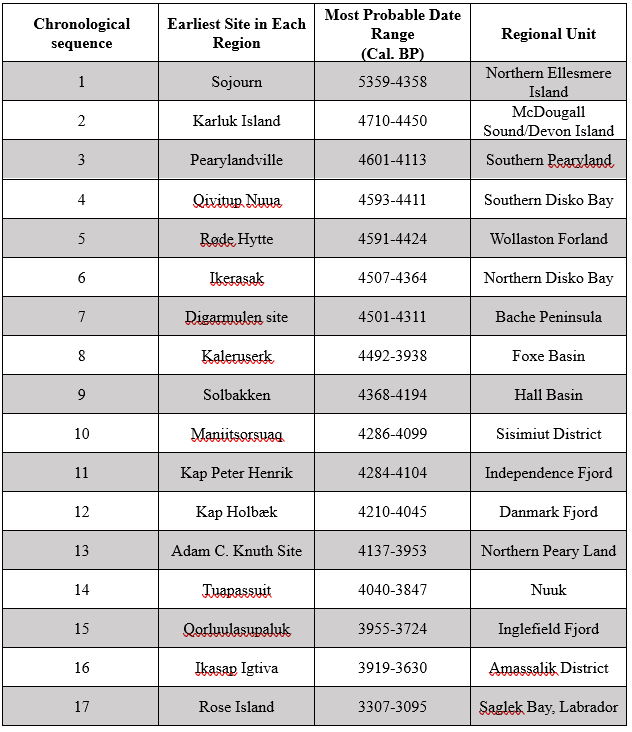 Chronological sequence | Earliest Site in Each Region | Most Probable Date Range (Cal. BP) | Regional Unit
1 | Sojourn | 5359-4358 | Northern Ellesmere Island
2 | Karluk Island | 4710-4450 | McDougall Sound/Devon Island
3 | Pearylandville | 4601-4113 | Southern Pearyland
4 | Qivitup Nuua | 4593-4411 | Southern Disko Bay
5 | Røde Hytte | 4591-4424 | Wollaston Forland
6 | Ikerasak | 4507-4364 | Northern Disko Bay
7 | Digarmulen site | 4501-4311 | Bache Peninsula
8 | Kaleruserk | 4492-3938 | Foxe Basin
9 | Solbakken | 4368-4194 | Hall Basin
10 | Maniitsorsuaq | 4286-4099 | Sisimiut District
11 | Kap Peter Henrik | 4284-4104 | Independence Fjord
12 | Kap Holbæk | 4210-4045 | Danmark Fjord
13 | Adam C. Knuth Site | 4137-3953 | Northern Peary Land
14 | Tuapassuit | 4040-3847 | Nuuk
15 | Qorluulasupaluk | 3955-3724 | Inglefield Fjord
16 | Ikasap Igtiva | 3919-3630 | Amassalik District
17 | Rose Island | 3307-3095 | Saglek Bay, Labrador